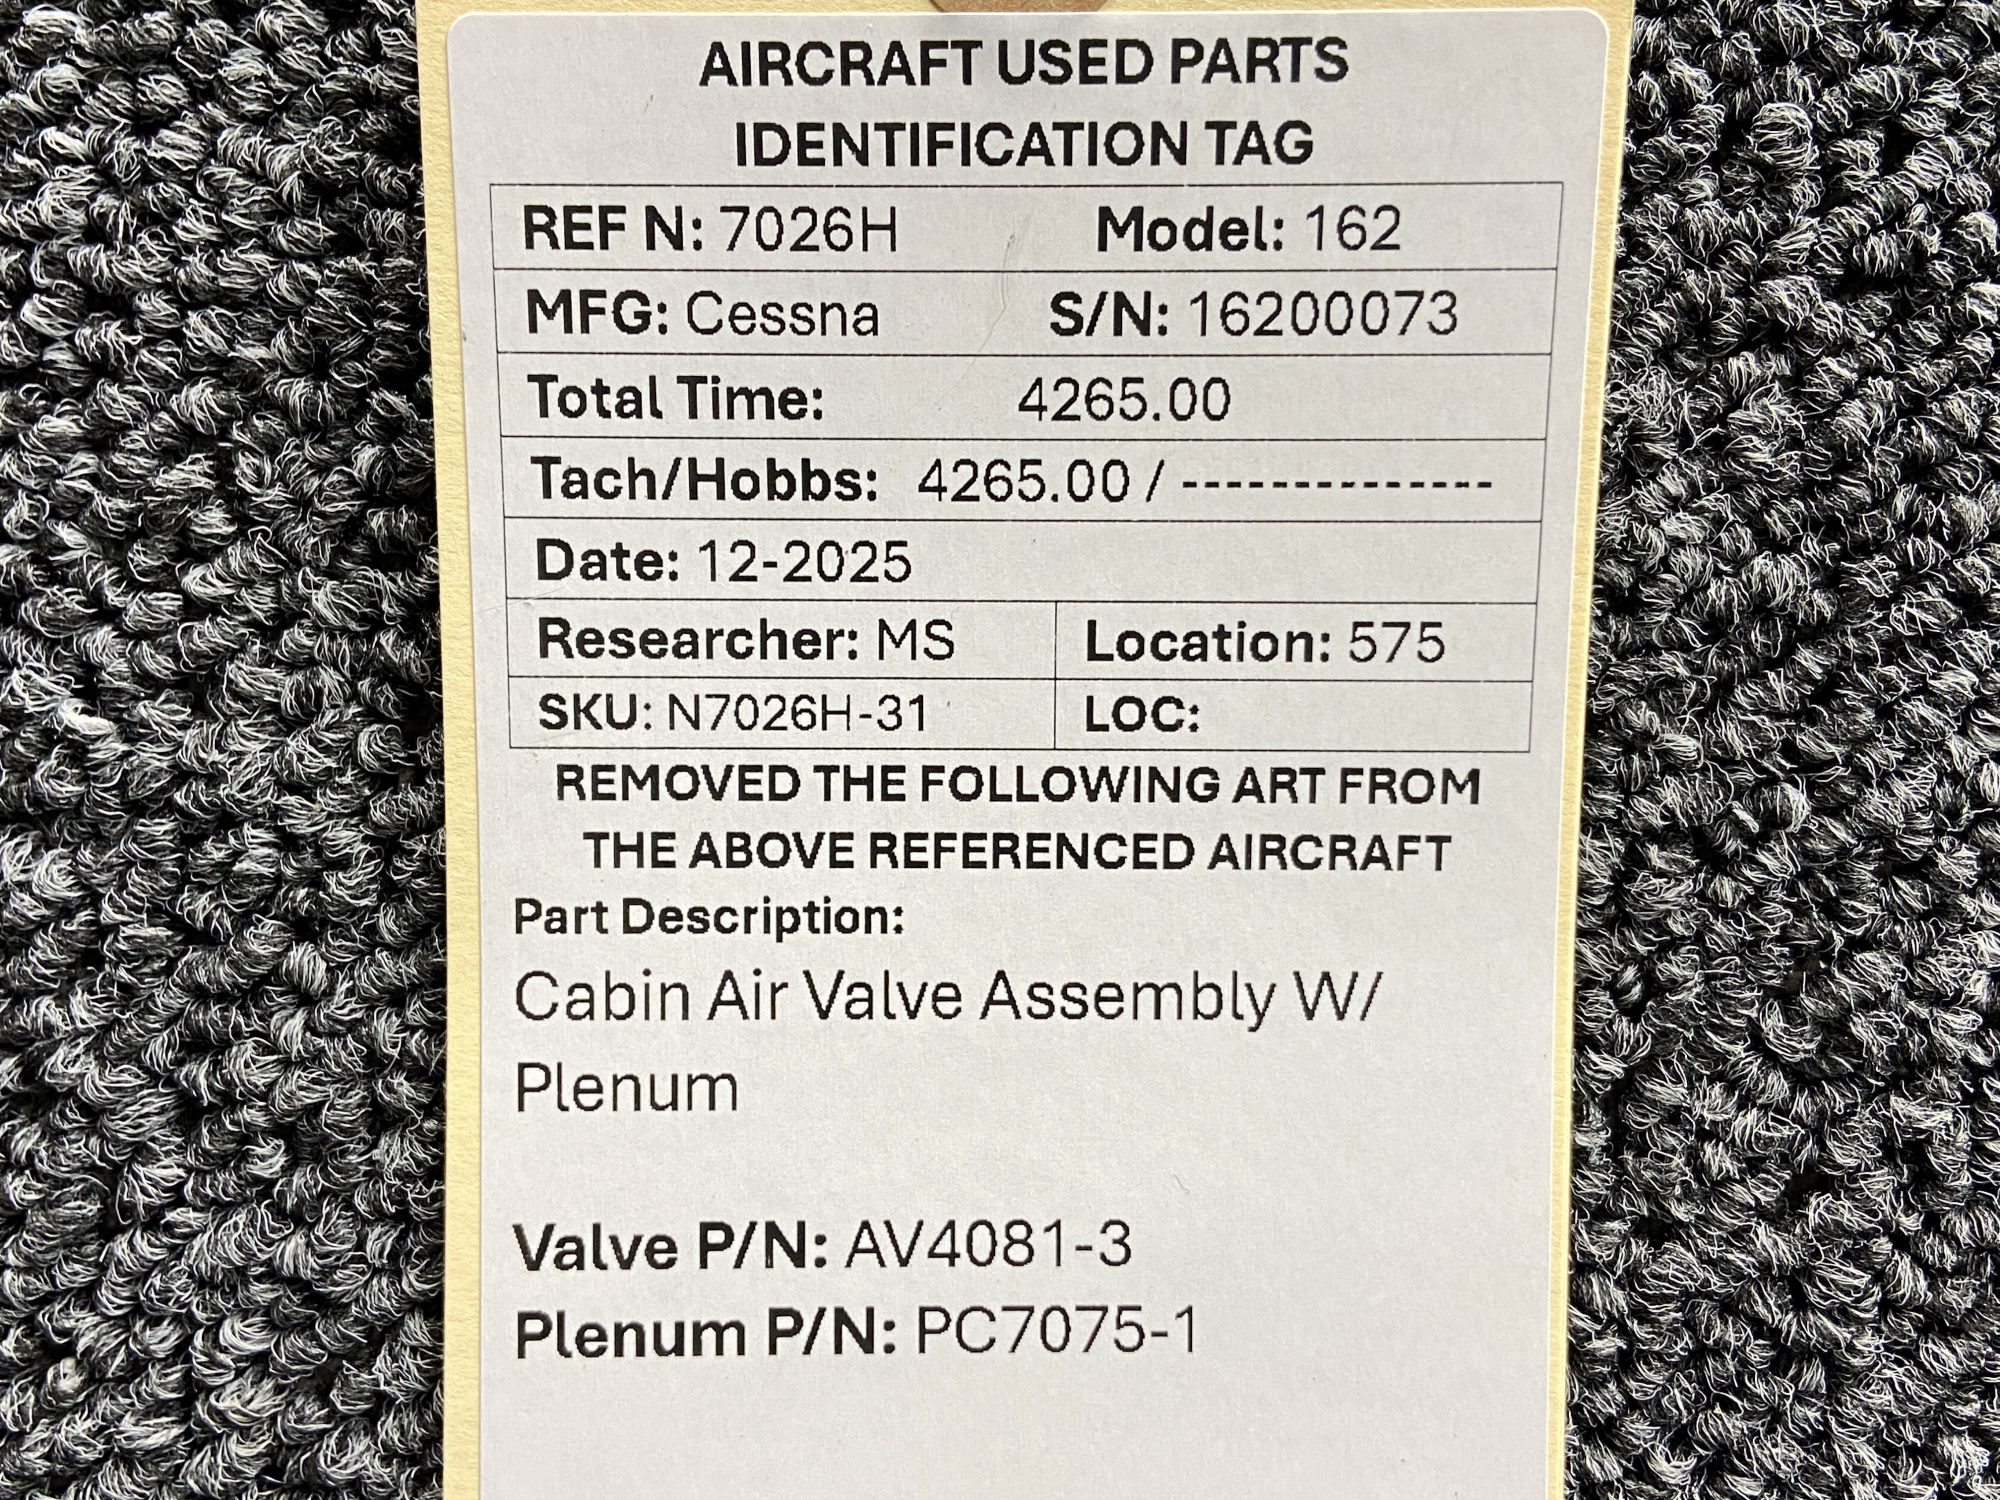 AIRCRAFT USED PARTS
IDENTIFICATION TAG
REF N: 7026H Model: 162
MFG: Cessna S/N: 16200073
Total Time: 4265.00
Tach/Hobbs: 4265.00 / --------------
Date: 12-2025
Researcher: MS Location: 575
SKU: N7026H-31 LOC:
REMOVED THE FOLLOWING ART FROM
THE ABOVE REFERENCED AIRCRAFT
Part Description:
Cabin Air Valve Assembly W/
Plenum
Valve P/N: AV4081-3
Plenum P/N: PC7075-1